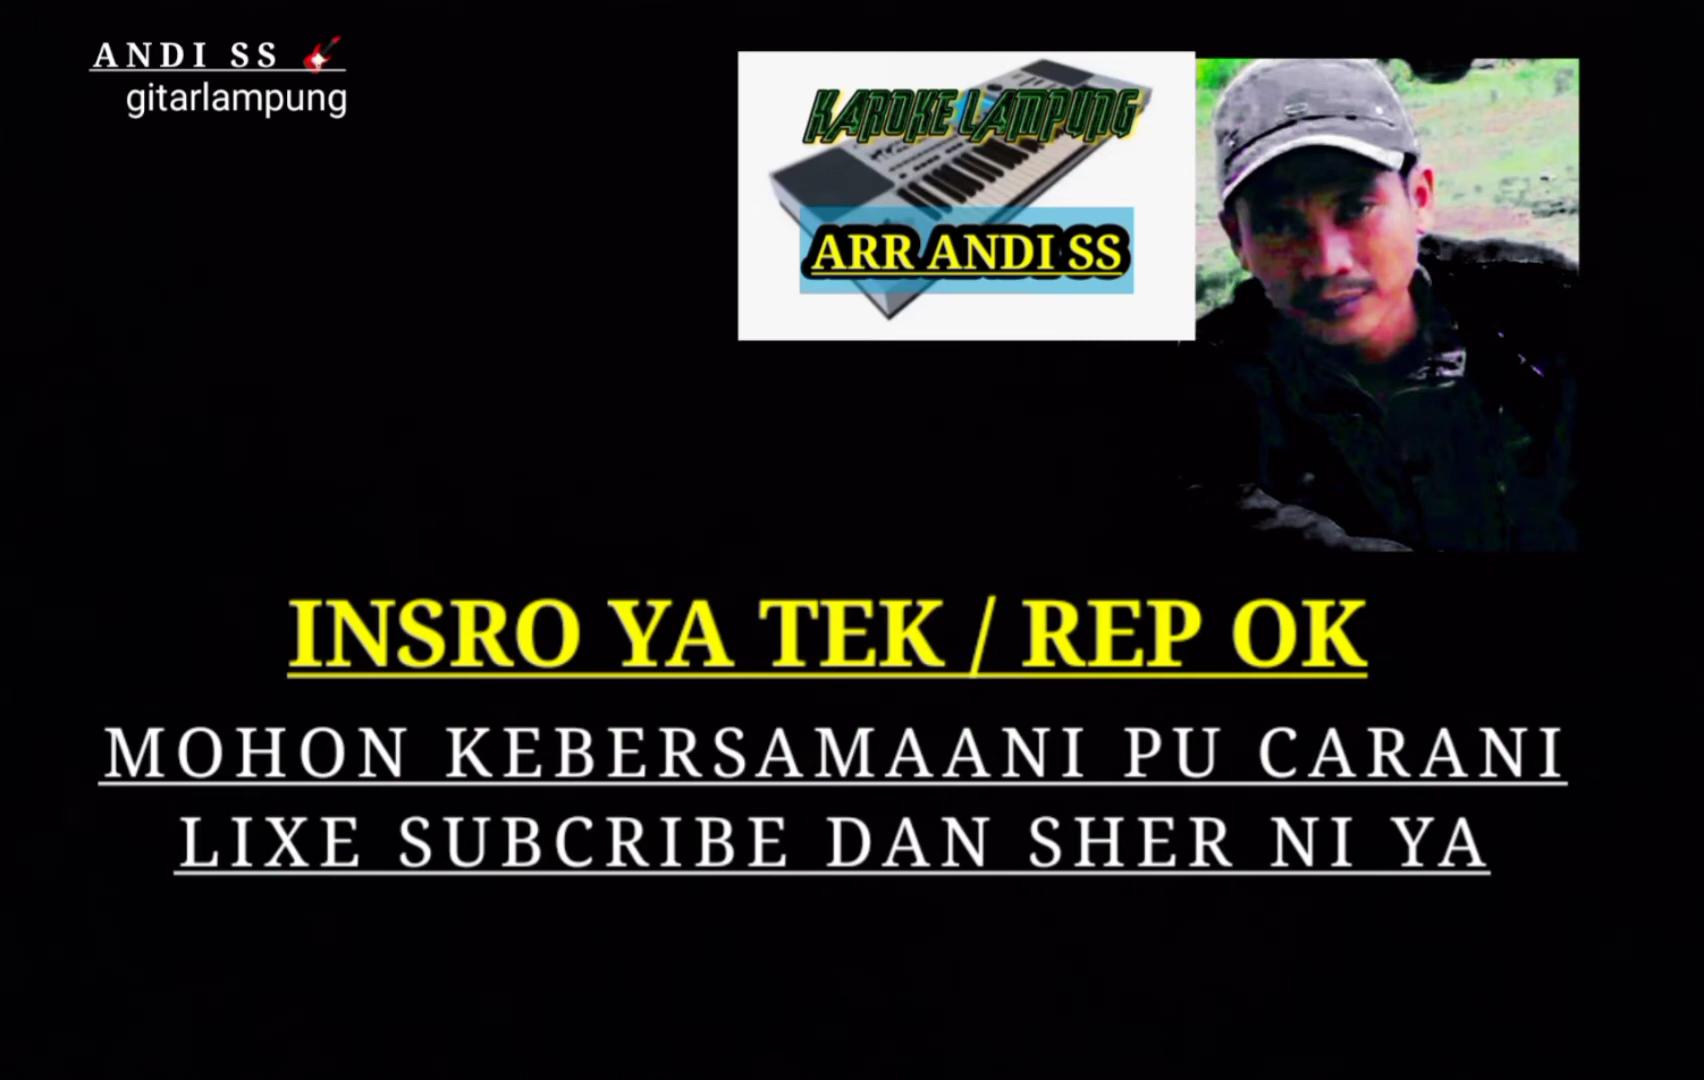 ANDI SS
gitarlampung
KAROKE LAMPUNG
ARR ANDI SS
INSRO YA TEK / REP OK
MOHON KEBERSAMAANI PU CARANI
LIXE SUBCRIBE DAN SHER NI YA